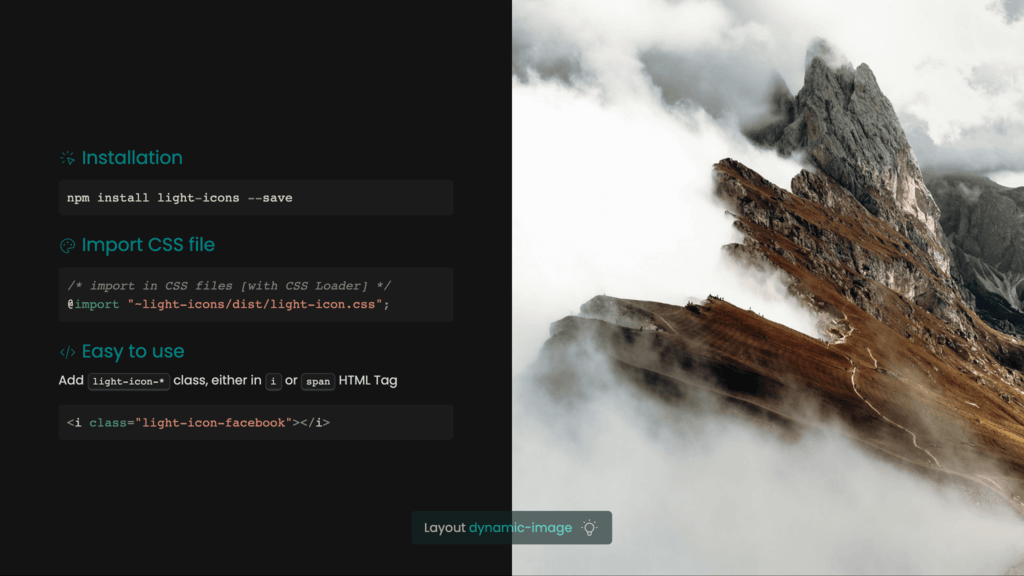 Installation
npm install light-icons --save
Import CSS file
/* import in CSS files [with CSS Loader] */
@import "~light-icons/dist/light-icon.css";
Easy to use
Add light-icon-* class, either in i or span HTML Tag
<i class="light-icon-facebook"></i>
Layout dynamic-image